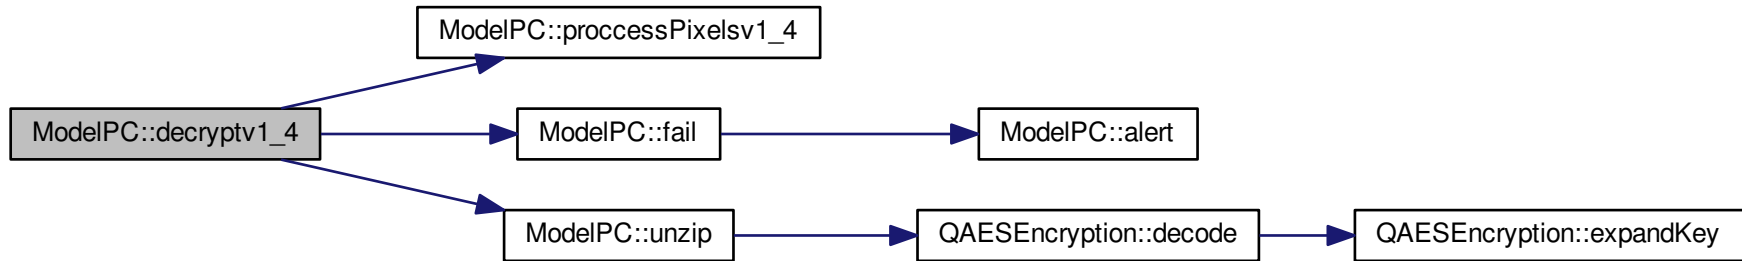 ModelPC::proccessPixelsv1_4
ModelPC::decryptv1_4
ModelPC::fail
ModelPC::alert
ModelPC::unzip
QAESEncryption::decode
QAESEncryption::expandKey